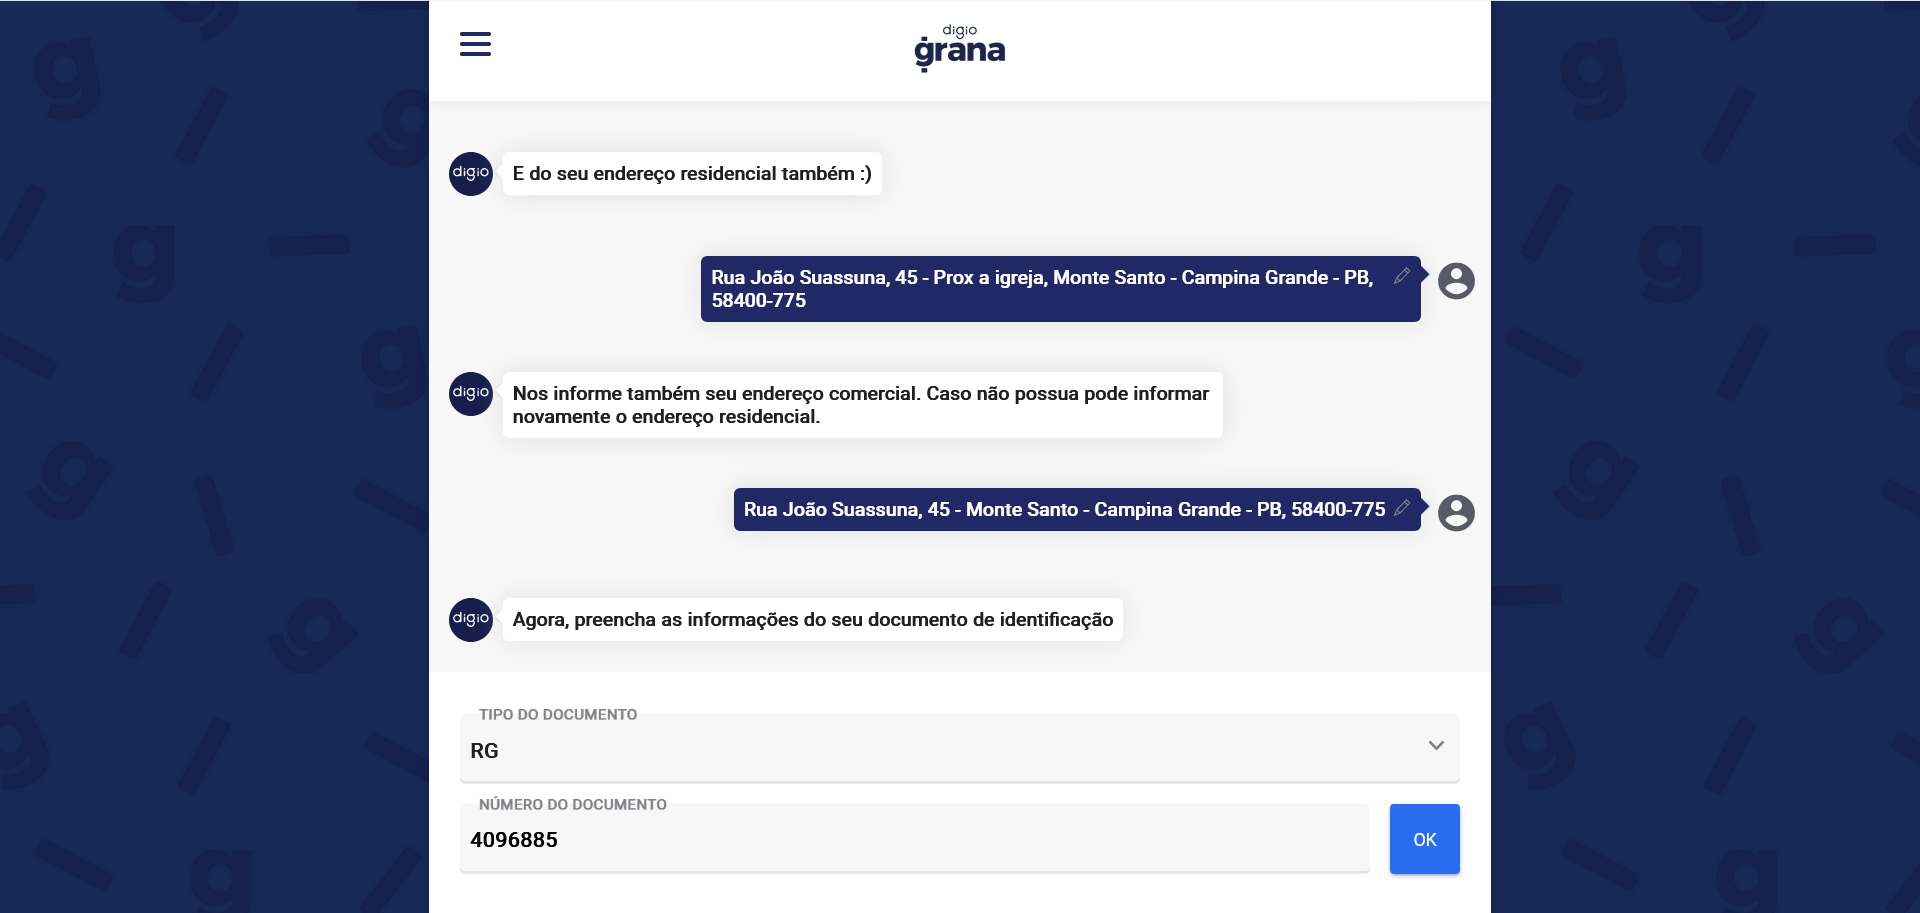 digio
grana
digio
E do seu endereço residencial também :)
Rua João Suassuna, 45 - Prox a igreja, Monte Santo - Campina Grande - PB,
58400-775
digio
Nos informe também seu endereço comercial. Caso não possua pode informar
novamente o endereço residencial.
Rua João Suassuna, 45 - Monte Santo - Campina Grande - PB, 58400-775
digio
Agora, preencha as informações do seu documento de identificação
TIPO DO DOCUMENTO
RG
NÚMERO DO DOCUMENTO
4096885
OK